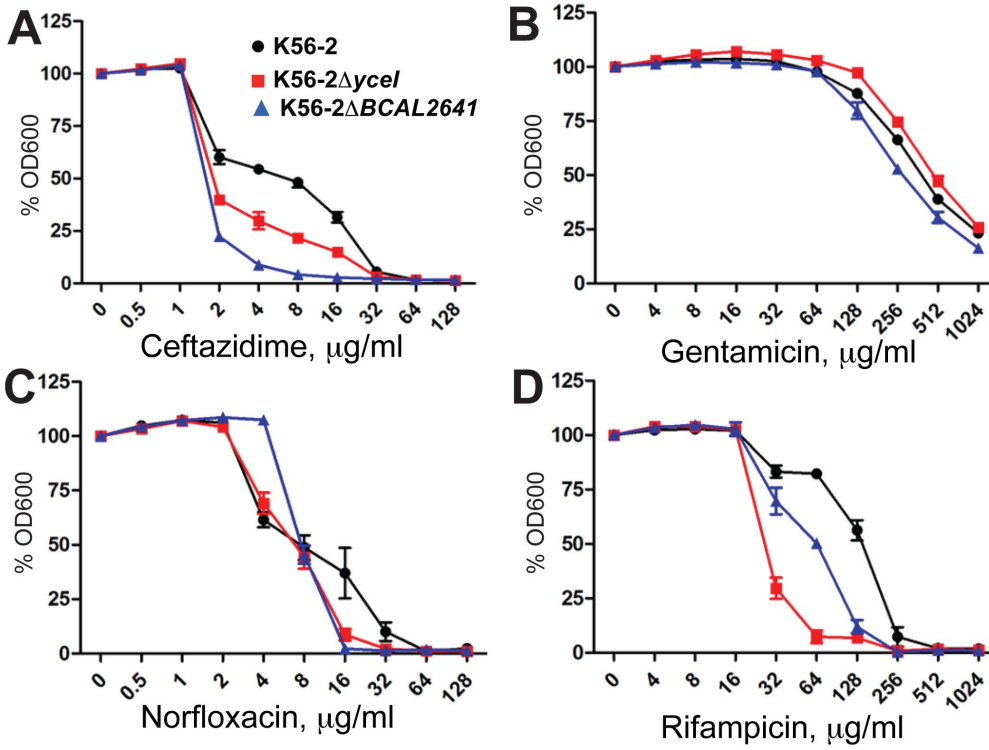 A
125
100
75
50
25
0
% OD600
K56-2
K56-2ΔyceI
K56-2ΔBCAL2641
0 0.5 1 2 4 8 16 32 64 128
Ceftazidime, μg/ml
B
125
100
75
50
25
0
% OD600
0 4 8 16 32 64 128 256 512 1024
Gentamicin, μg/ml
C
125
100
75
50
25
0
% OD600
0 0.5 1 2 4 8 16 32 64 128
Norfloxacin, μg/ml
D
125
100
75
50
25
0
% OD600
0 4 8 16 32 64 128 256 512 1024
Rifampicin, μg/ml